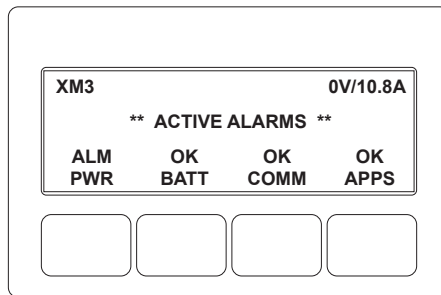 XM3 0V/10.8A
** ACTIVE ALARMS **
ALM OK OK OK
PWR BATT COMM APPS